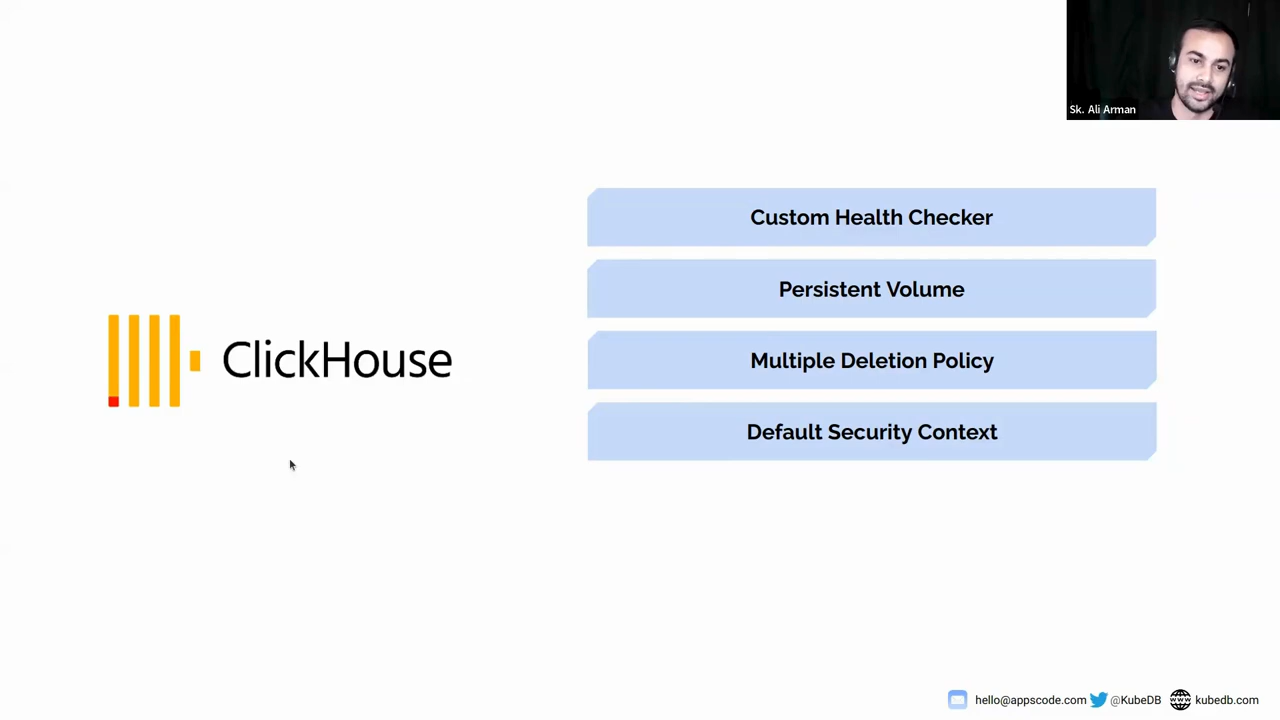 Sk. Ali Arman
Custom Health Checker
Persistent Volume
Multiple Deletion Policy
Default Security Context
ClickHouse
hello@appscode.com @KubeDB www kubedb.com